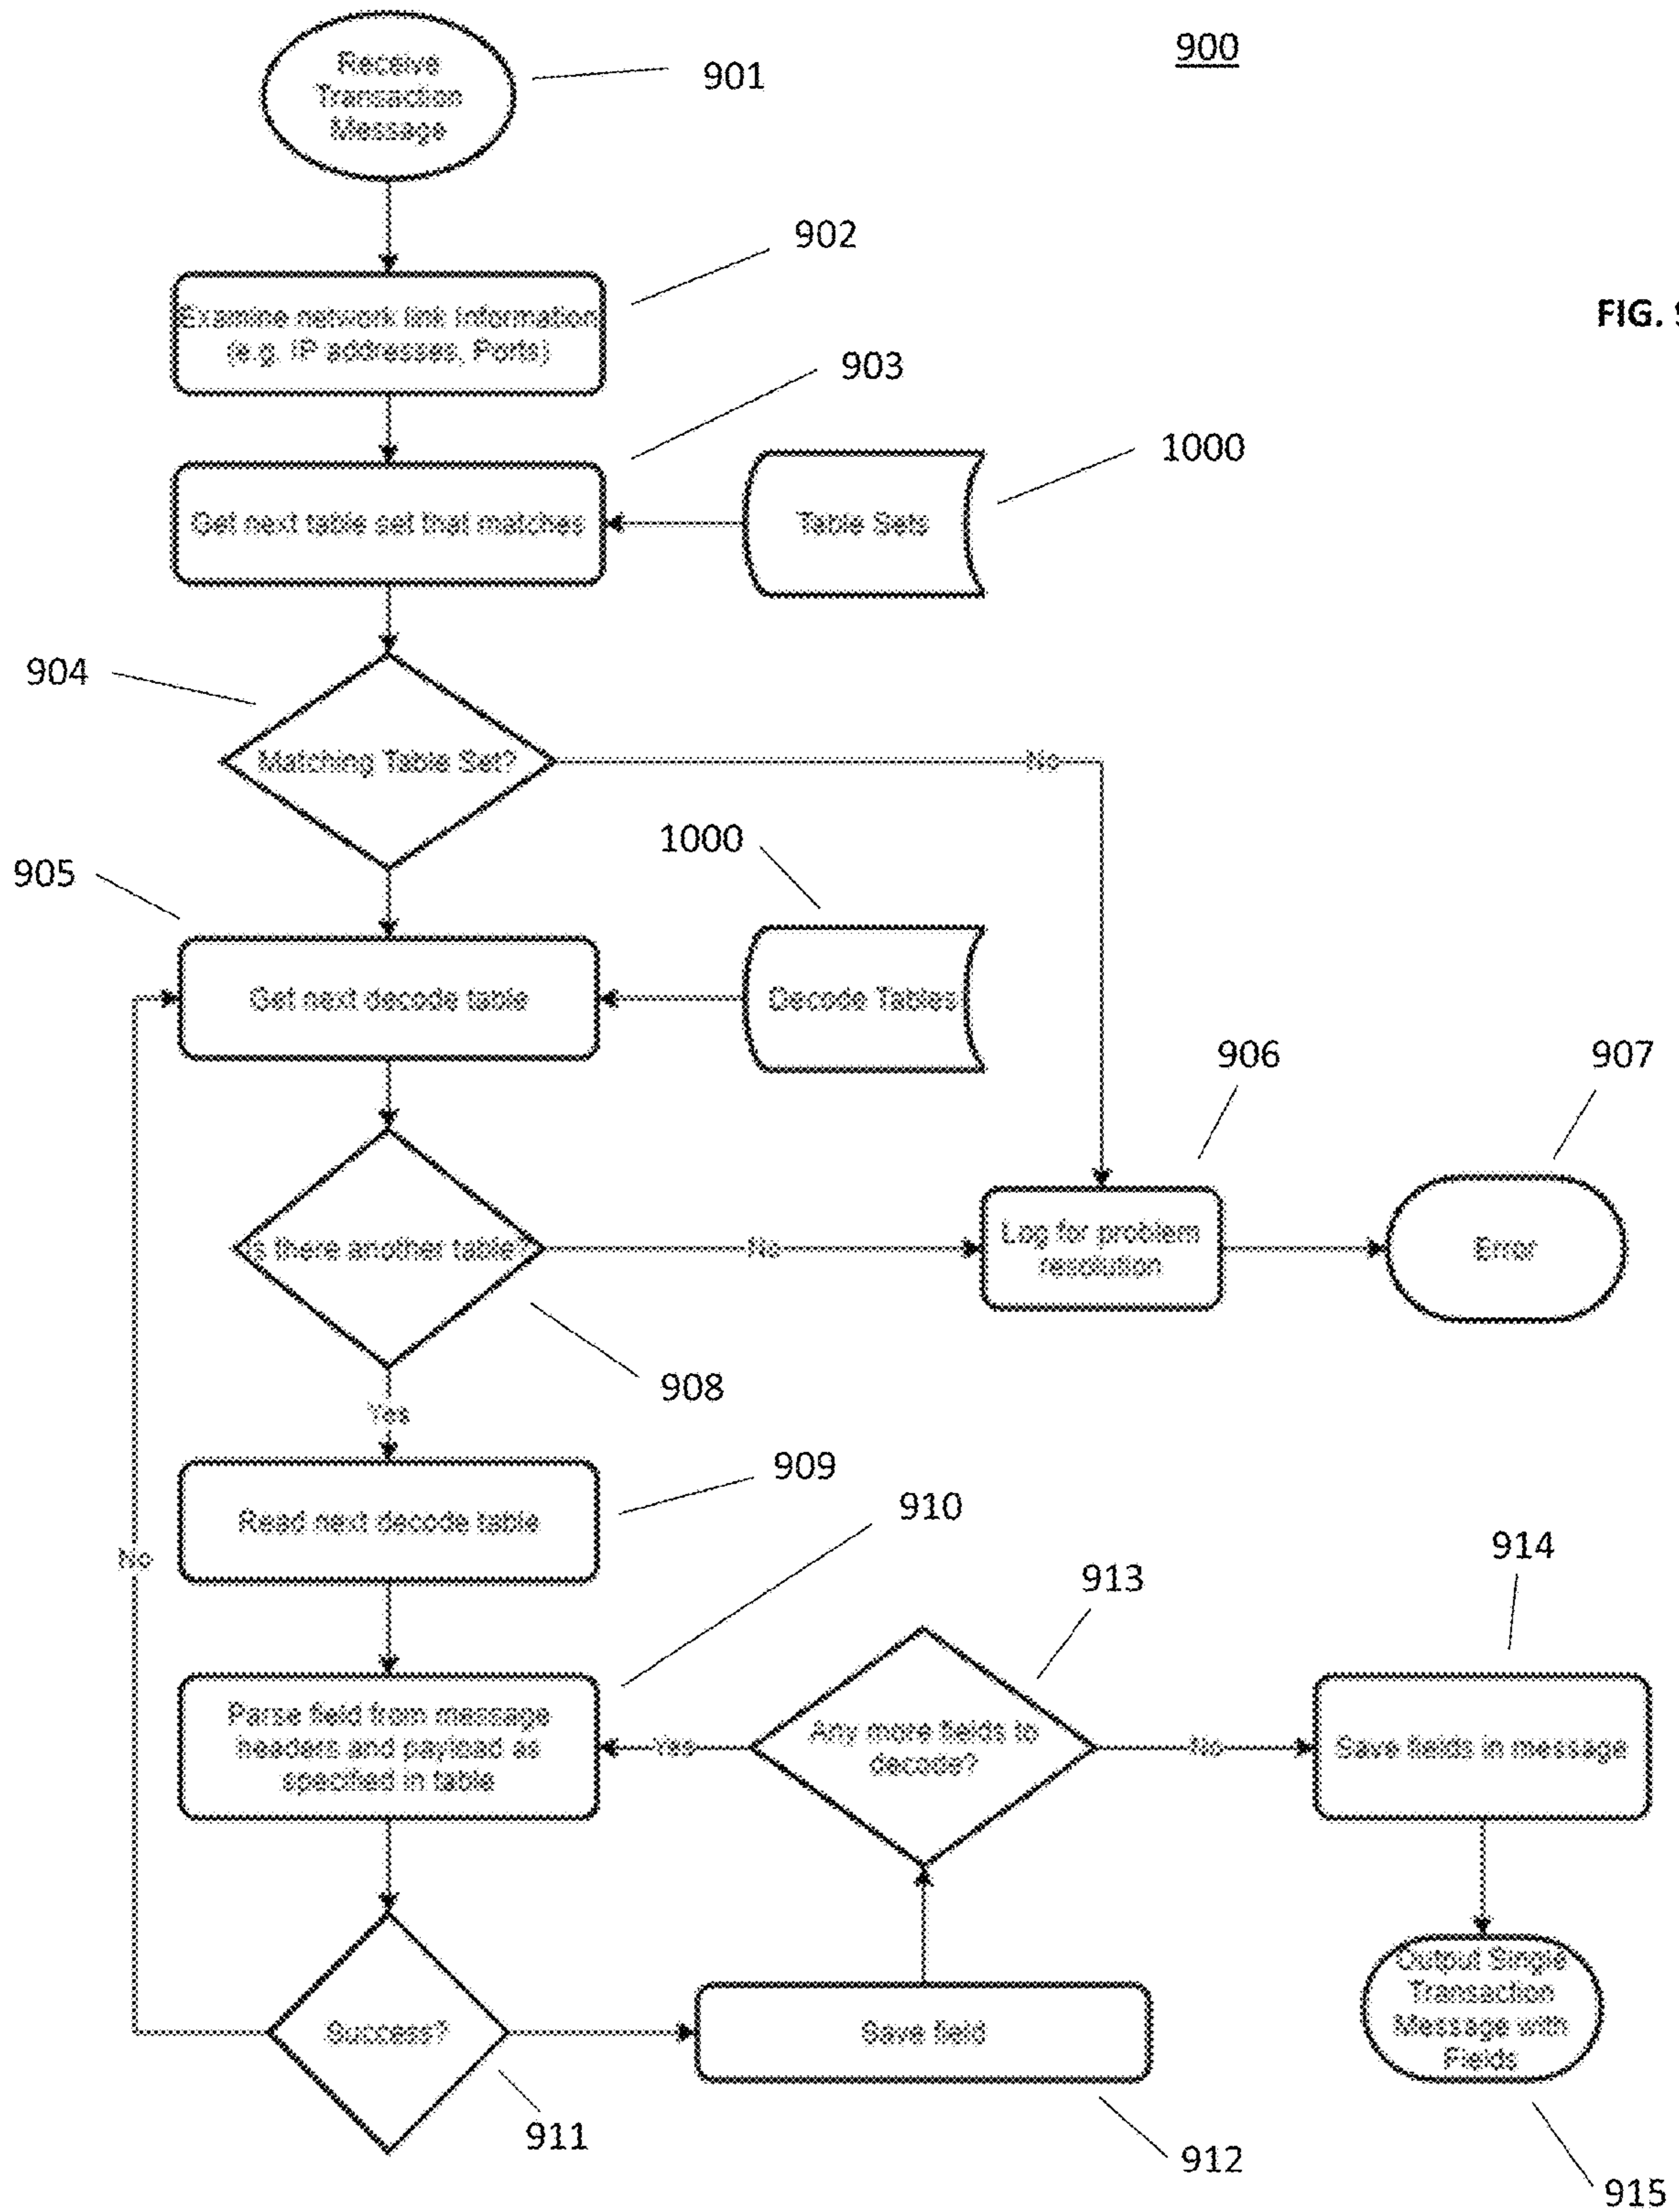 900
Receive
Transaction
Message
901
902
Examine network link Information
(e.g. IP addresses, Ports)
FIG. 9
903
Get next table set that matches
Table Sets
1000
904
Matching Table Set?
No
1000
905
Get next decode table
Decode Tables
906
907
Is there another table?
No
Log for problem
resolution
Error
908
Yes
909
Read next decode table
910
No
913
914
Parse field from message
headers and payload as
specified in table
Yes
Any more fields to
decode?
No
Save fields in message
Success?
Save field
Output Single
Transaction
Message with
Fields
911
912
915